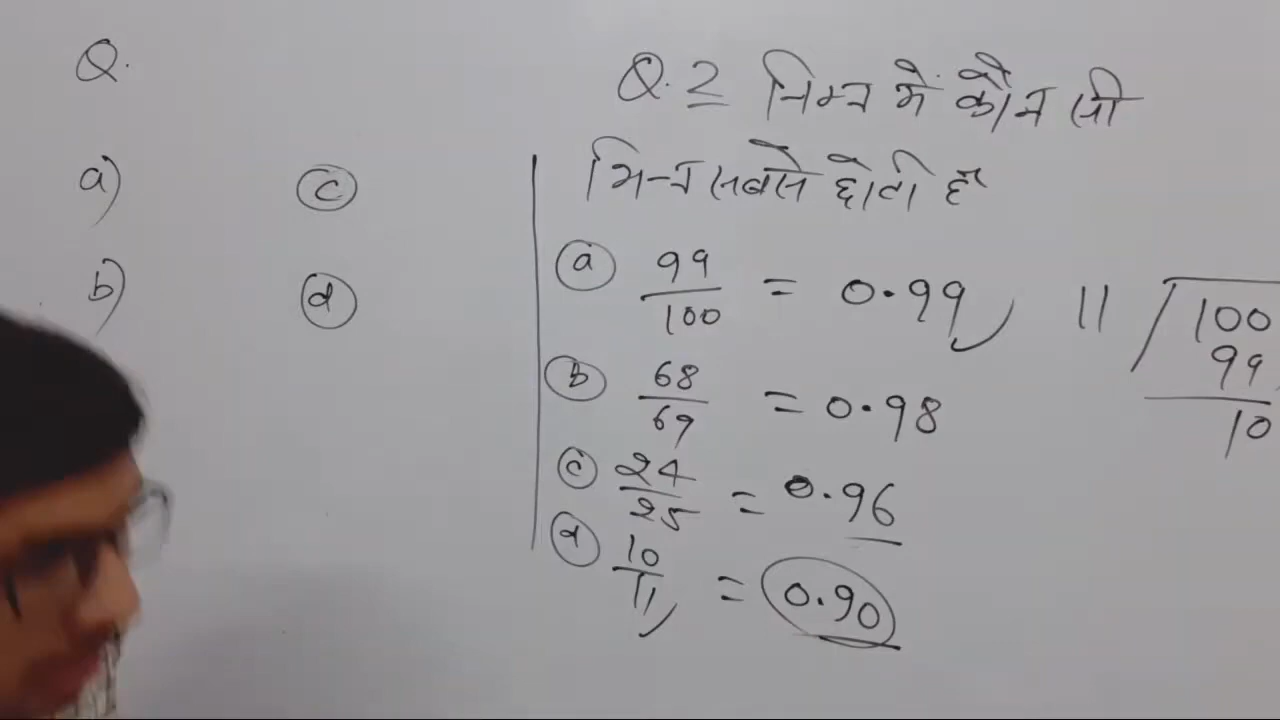 Q.
a) c
b) d
Q.2 निम्न में कौन सी
भिन्न सबसे छोटी है
a 99/100 = 0.99
b 68/69 = 0.98
c 24/25 = 0.96
d 10/11 = 0.90
11 100
99
10